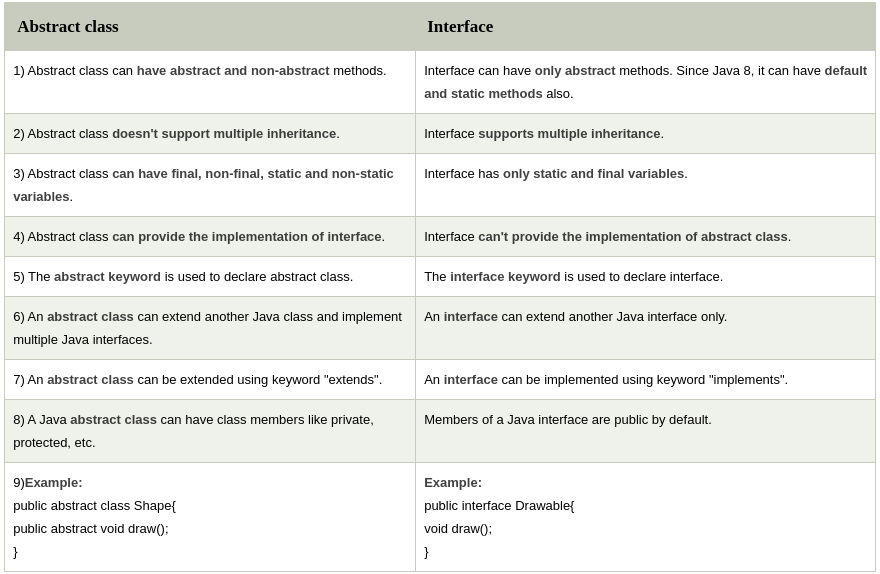 Abstract class Interface
1) Abstract class can have abstract and non-abstract methods.
Interface can have only abstract methods. Since Java 8, it can have default
and static methods also.
2) Abstract class doesn't support multiple inheritance.
Interface supports multiple inheritance.
3) Abstract class can have final, non-final, static and non-static
variables.
Interface has only static and final variables.
4) Abstract class can provide the implementation of interface.
Interface can't provide the implementation of abstract class.
5) The abstract keyword is used to declare abstract class.
The interface keyword is used to declare interface.
6) An abstract class can extend another Java class and implement
multiple Java interfaces.
An interface can extend another Java interface only.
7) An abstract class can be extended using keyword "extends".
An interface can be implemented using keyword "implements".
8) A Java abstract class can have class members like private,
protected, etc.
Members of a Java interface are public by default.
9)Example:
public abstract class Shape{
public abstract void draw();
}
Example:
public interface Drawable{
void draw();
}